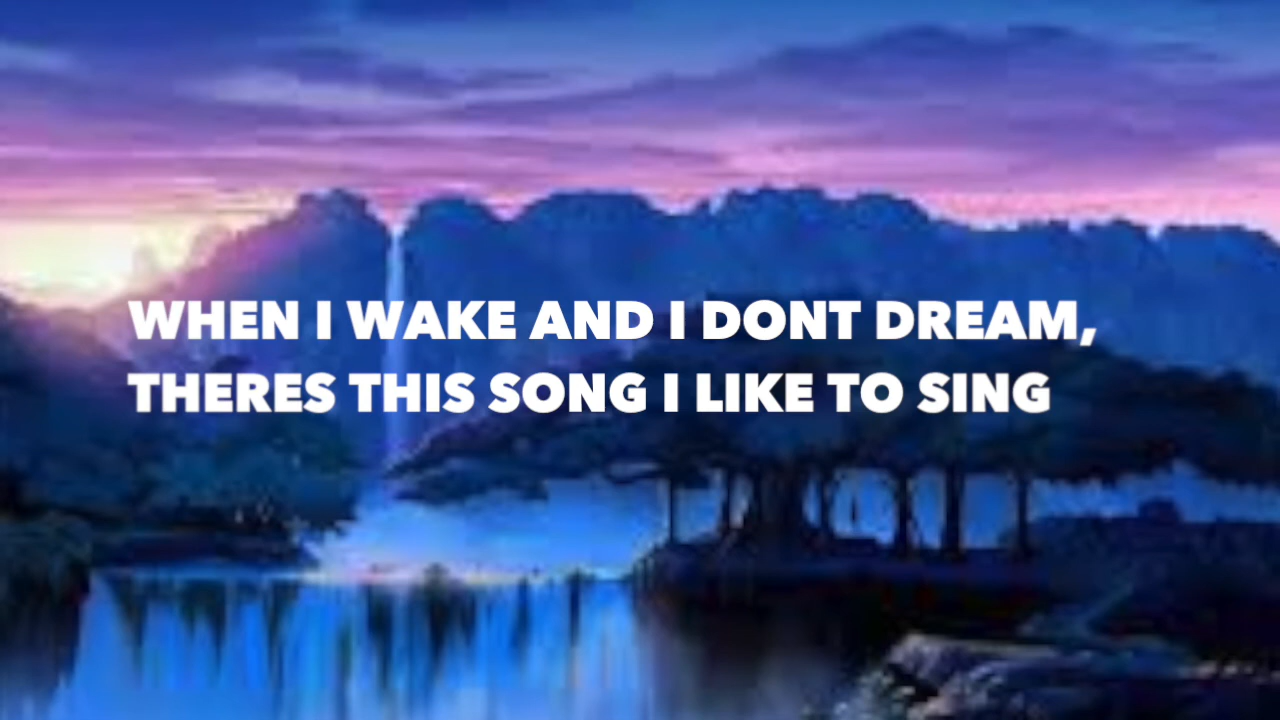 WHEN I WAKE AND I DONT DREAM,
THERES THIS SONG I LIKE TO SING